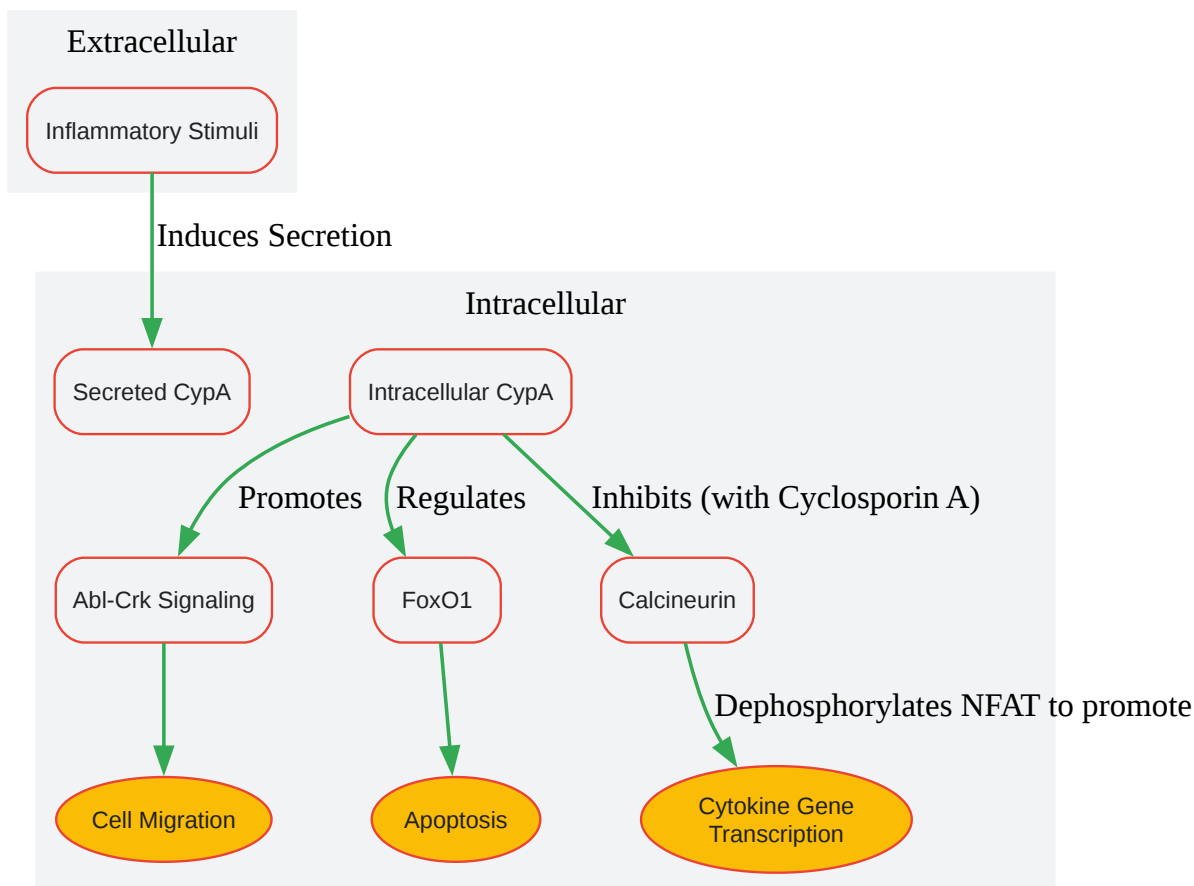 Extracellular
Inflammatory Stimuli
Induces Secretion
Intracellular
Secreted CypA
Intracellular CypA
Promotes
Regulates
Inhibits (with Cyclosporin A)
Abl-Crk Signaling
FoxO1
Calcineurin
Dephosphorylates NFAT to promote
Cell Migration
Apoptosis
Cytokine Gene
Transcription